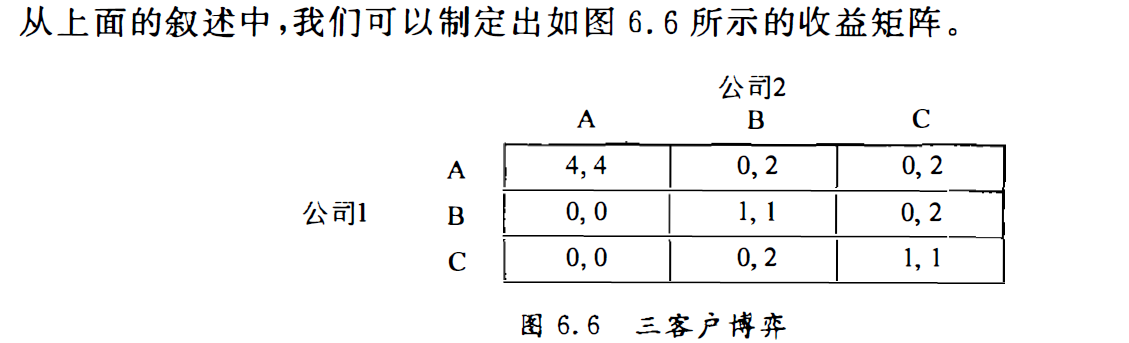 从上面的叙述中,我们可以制定出如图 6.6 所示的收益矩阵。
公司2
A B C
A 4, 4 0, 2 0, 2
公司1 B 0, 0 1, 1 0, 2
C 0, 0 0, 2 1, 1
图 6.6 三客户博弈